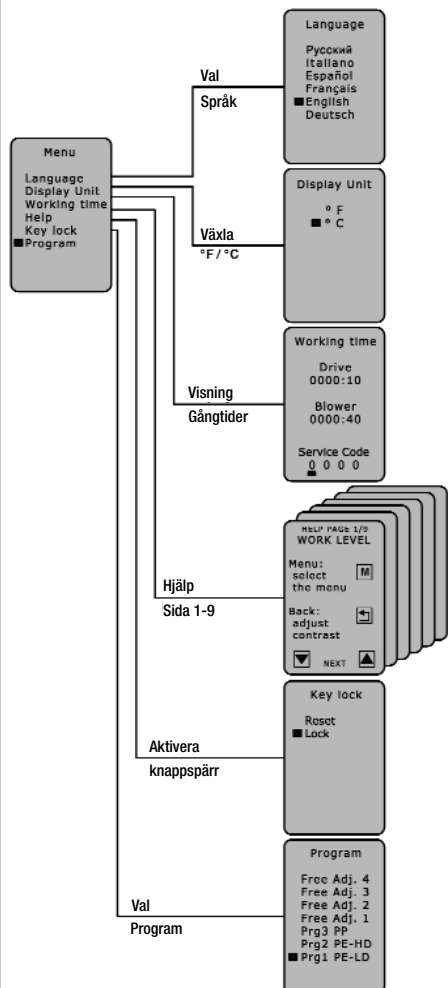 Language
Русский
Italiano
Español
Français
English
Deutsch
Val
Språk
Menu
Language
Display Unit
Working time
Help
Key lock
Program
Display Unit
° F
° C
Växla
°F / °C
Working time
Drive
0000:10
Blower
0000:40
Service Code
0 0 0 0
Visning
Gångtider
HELP PAGE 1/9
WORK LEVEL
Menu:
select
the menu
M
Back:
adjust
contrast
NEXT
Hjälp
Sida 1-9
Key lock
Reset
Lock
Aktivera
knappspärr
Program
Free Adj. 4
Free Adj. 3
Free Adj. 2
Free Adj. 1
Prg3 PP
Prg2 PE-HD
Prg1 PE-LD
Val
Program